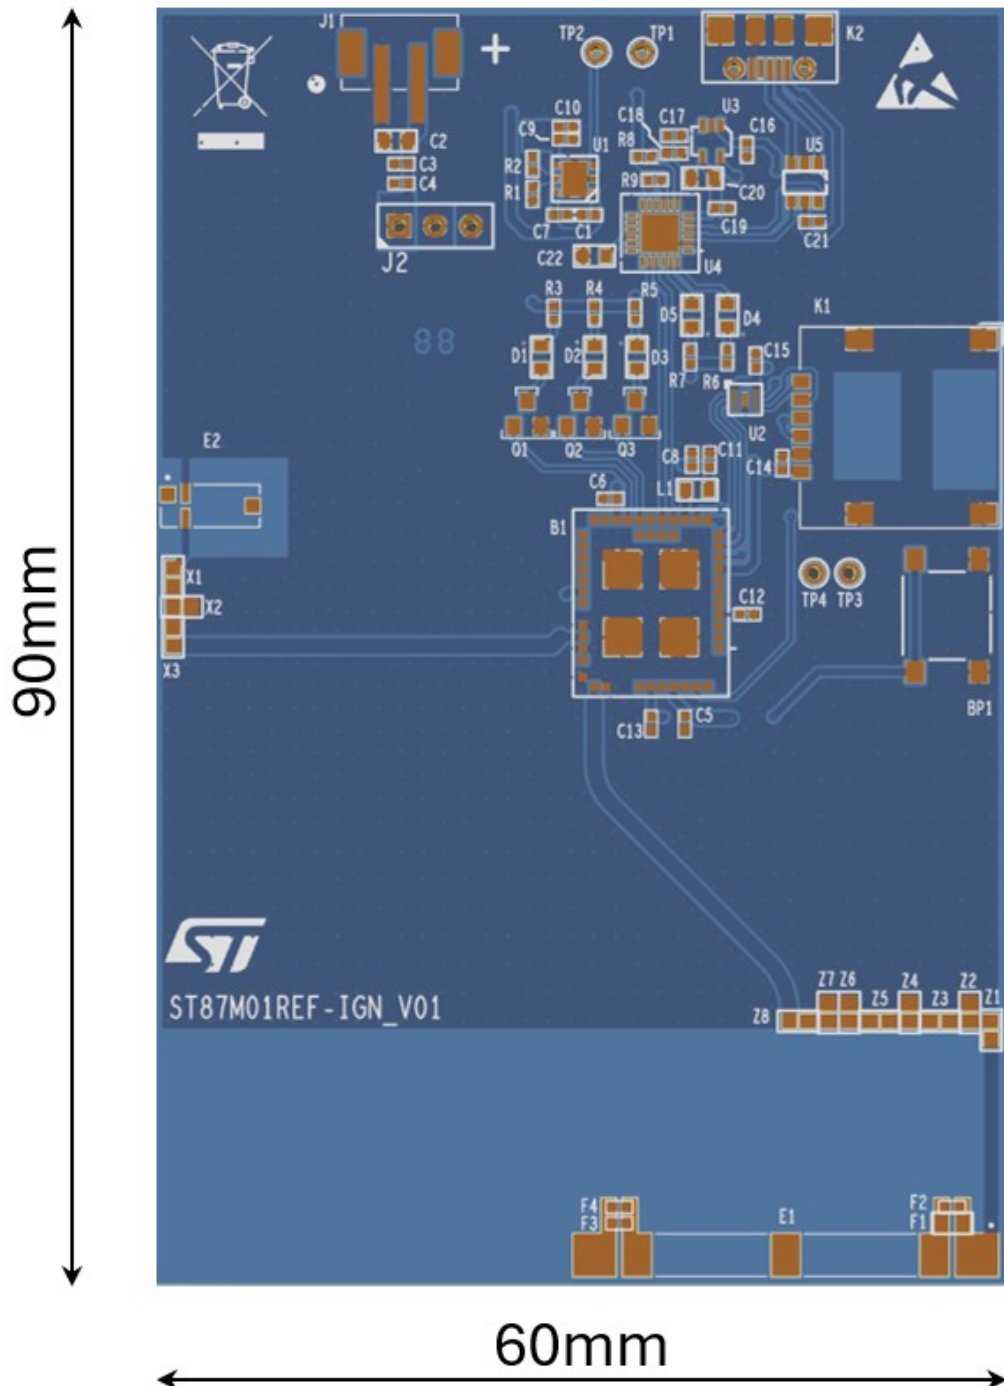 J1
+
TP2
TP1
K2
C10
C18
C17
U3
C16
C9
U1
R8
U5
C2
C3
R2
C4
R1
R9
C20
C19
C21
C7
C1
J2
C22
U4
R3
R4
R5
D5
D4
K1
D1
D2
D3
C15
R7
R6
U2
Q1
Q2
Q3
E2
C8
C11
C14
C6
L1
B1
X1
X2
X3
TP4
TP3
C12
BP1
C13
C5
90mm
ST
ST87M01REF-IGN_V01
Z7
Z6
Z5
Z4
Z3
Z2
Z1
Z8
F4
F3
E1
F2
F1
60mm